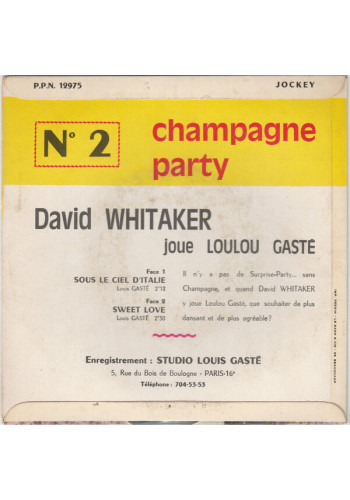 P.P.N. 12975
JOCKEY
Nº 2
champagne
party
David WHITAKER
joue LOULOU GASTÉ
Face 1
SOUS LE CIEL D'ITALIE
Louis GASTÉ 2'12
Face 2
SWEET LOVE
Louis GASTÉ 2'50
Il n'y a pas de Surprise-Party... sans
Champagne, et quand David WHITAKER
y joue Loulou Gasté, que souhaiter de plus
dansant et de plus agréable?
Enregistrement : STUDIO LOUIS GASTÉ
5, Rue du Bois de Boulogne - PARIS-16e
Téléphone : 704-53-53